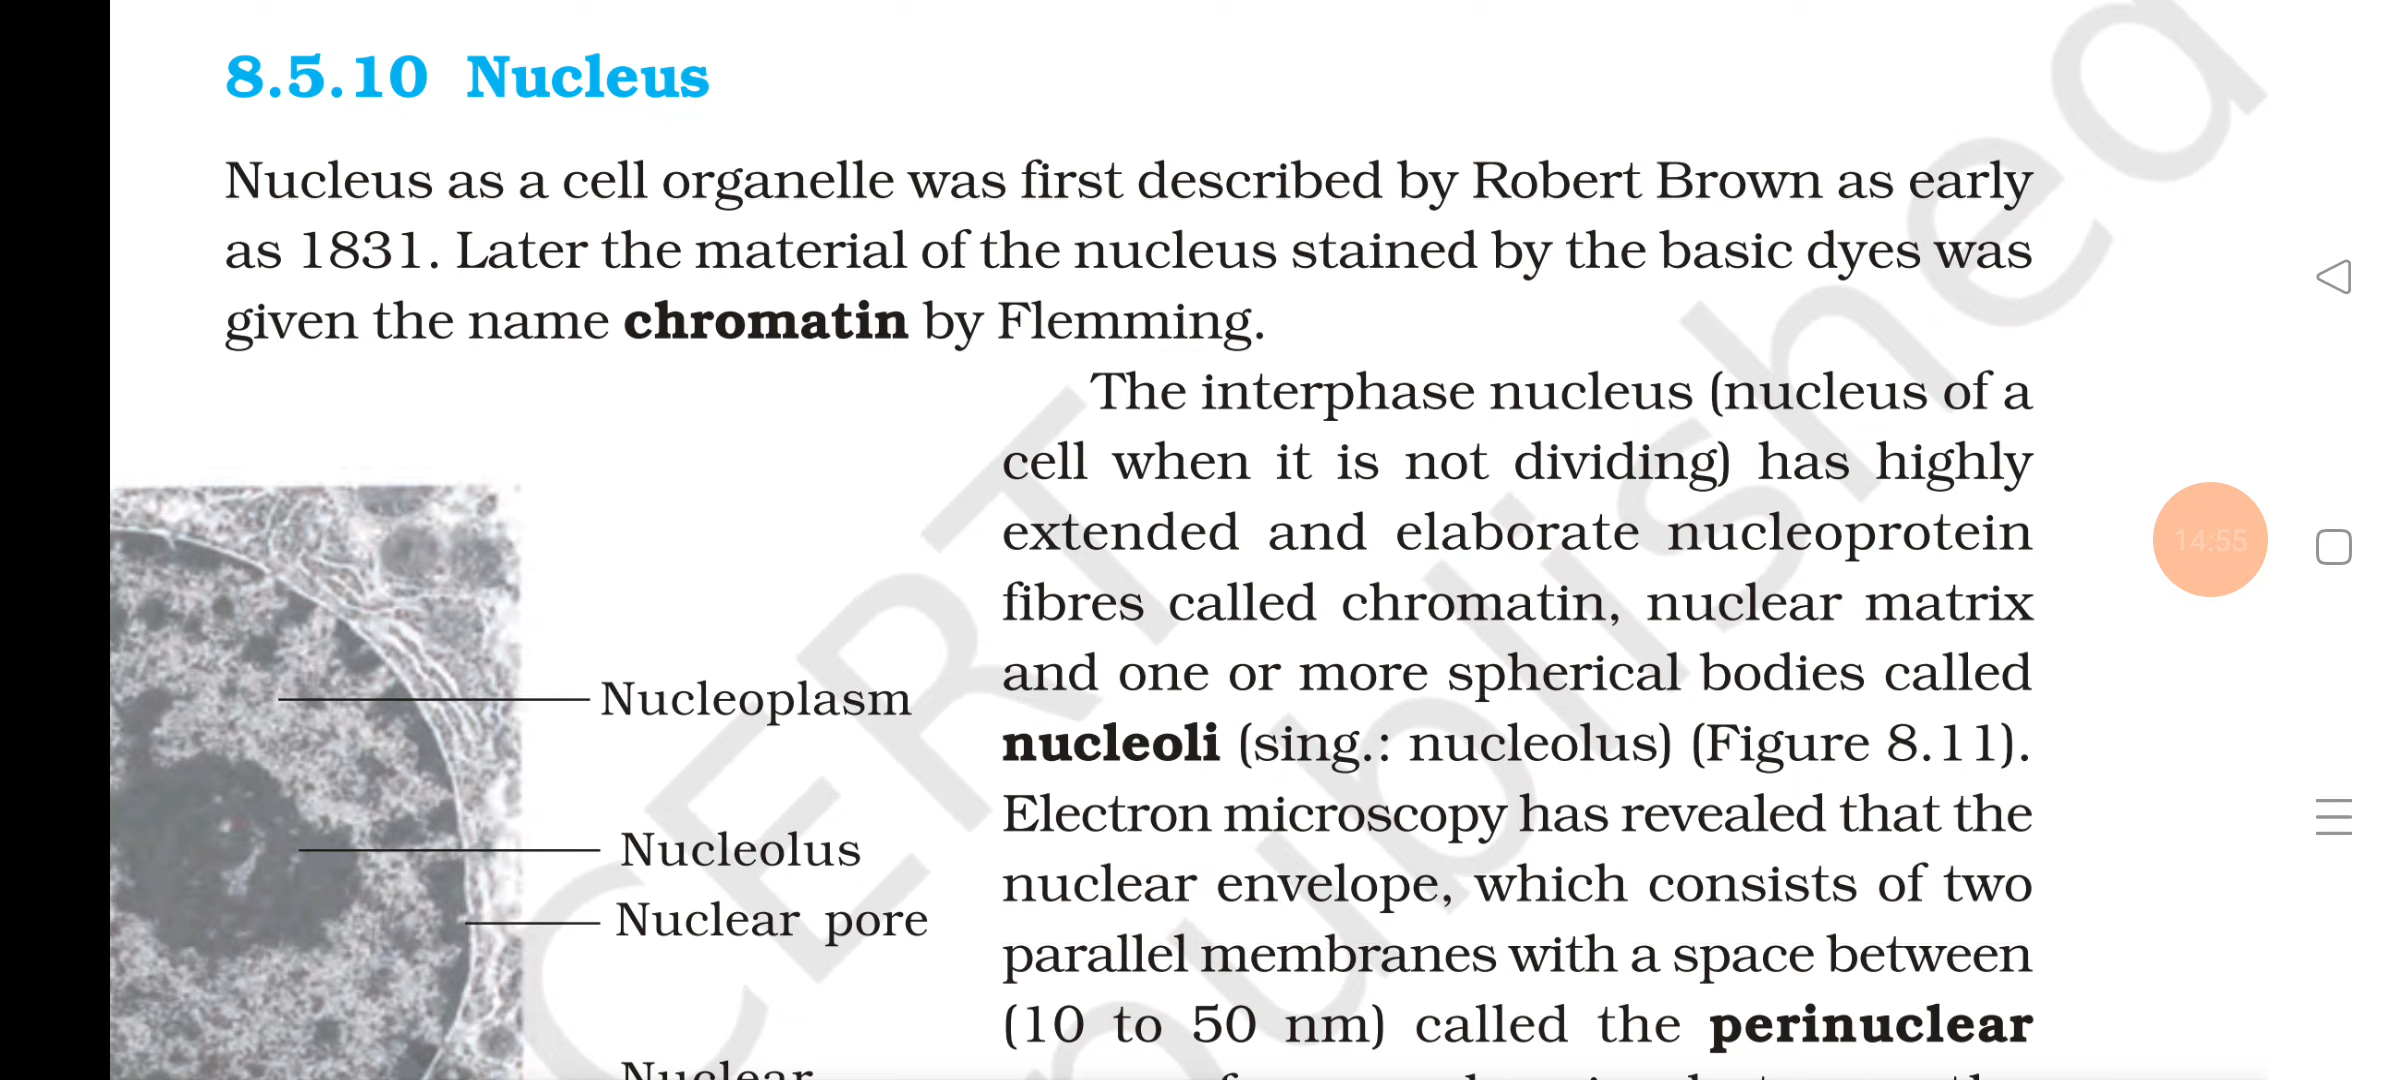 8.5.10 Nucleus
Nucleus as a cell organelle was first described by Robert Brown as early
as 1831. Later the material of the nucleus stained by the basic dyes was
given the name chromatin by Flemming.
The interphase nucleus (nucleus of a
cell when it is not dividing) has highly
extended and elaborate nucleoprotein
fibres called chromatin, nuclear matrix
and one or more spherical bodies called
nucleoli (sing.: nucleolus) (Figure 8.11).
Electron microscopy has revealed that the
nuclear envelope, which consists of two
parallel membranes with a space between
(10 to 50 nm) called the perinuclear
Nucleoplasm
Nucleolus
Nuclear pore
Nuclear
14:55
CERT
published